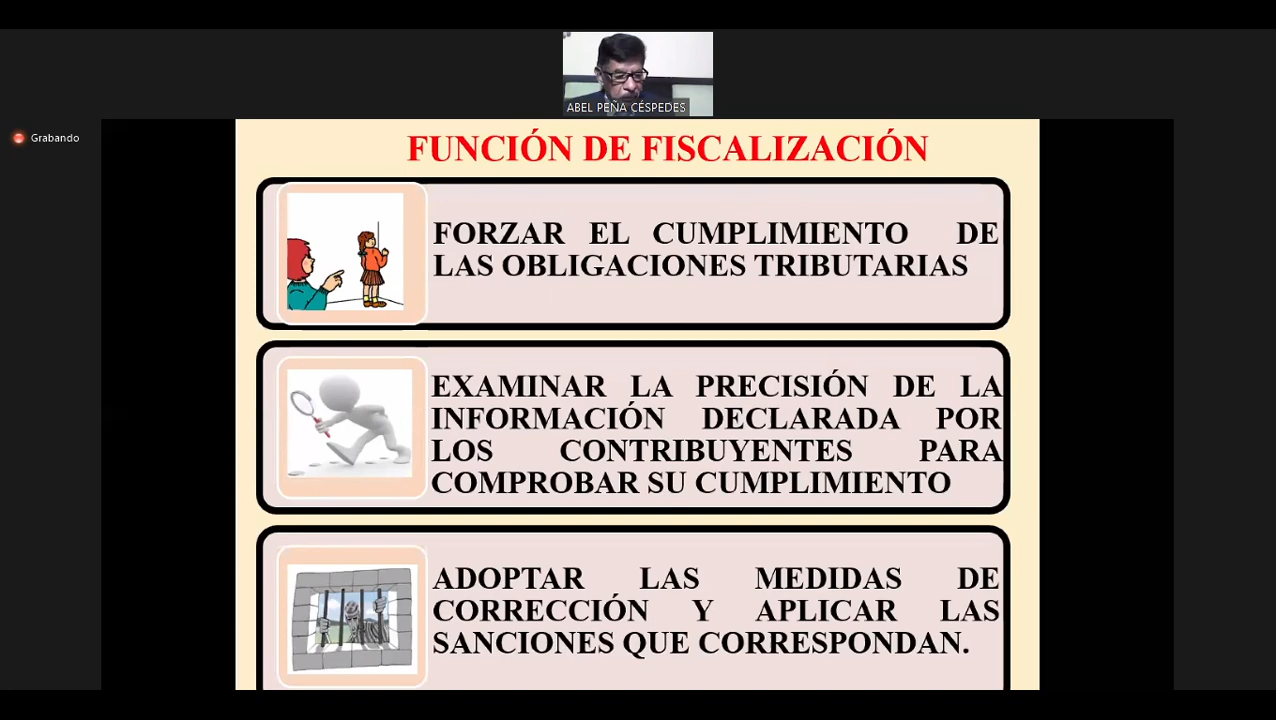 ABEL PEÑA CÉSPEDES
Grabando
FUNCIÓN DE FISCALIZACIÓN
FORZAR EL CUMPLIMIENTO DE
LAS OBLIGACIONES TRIBUTARIAS
EXAMINAR LA PRECISIÓN DE LA
INFORMACIÓN DECLARADA POR
LOS CONTRIBUYENTES PARA
COMPROBAR SU CUMPLIMIENTO
ADOPTAR LAS MEDIDAS DE
CORRECCIÓN Y APLICAR LAS
SANCIONES QUE CORRESPONDAN.